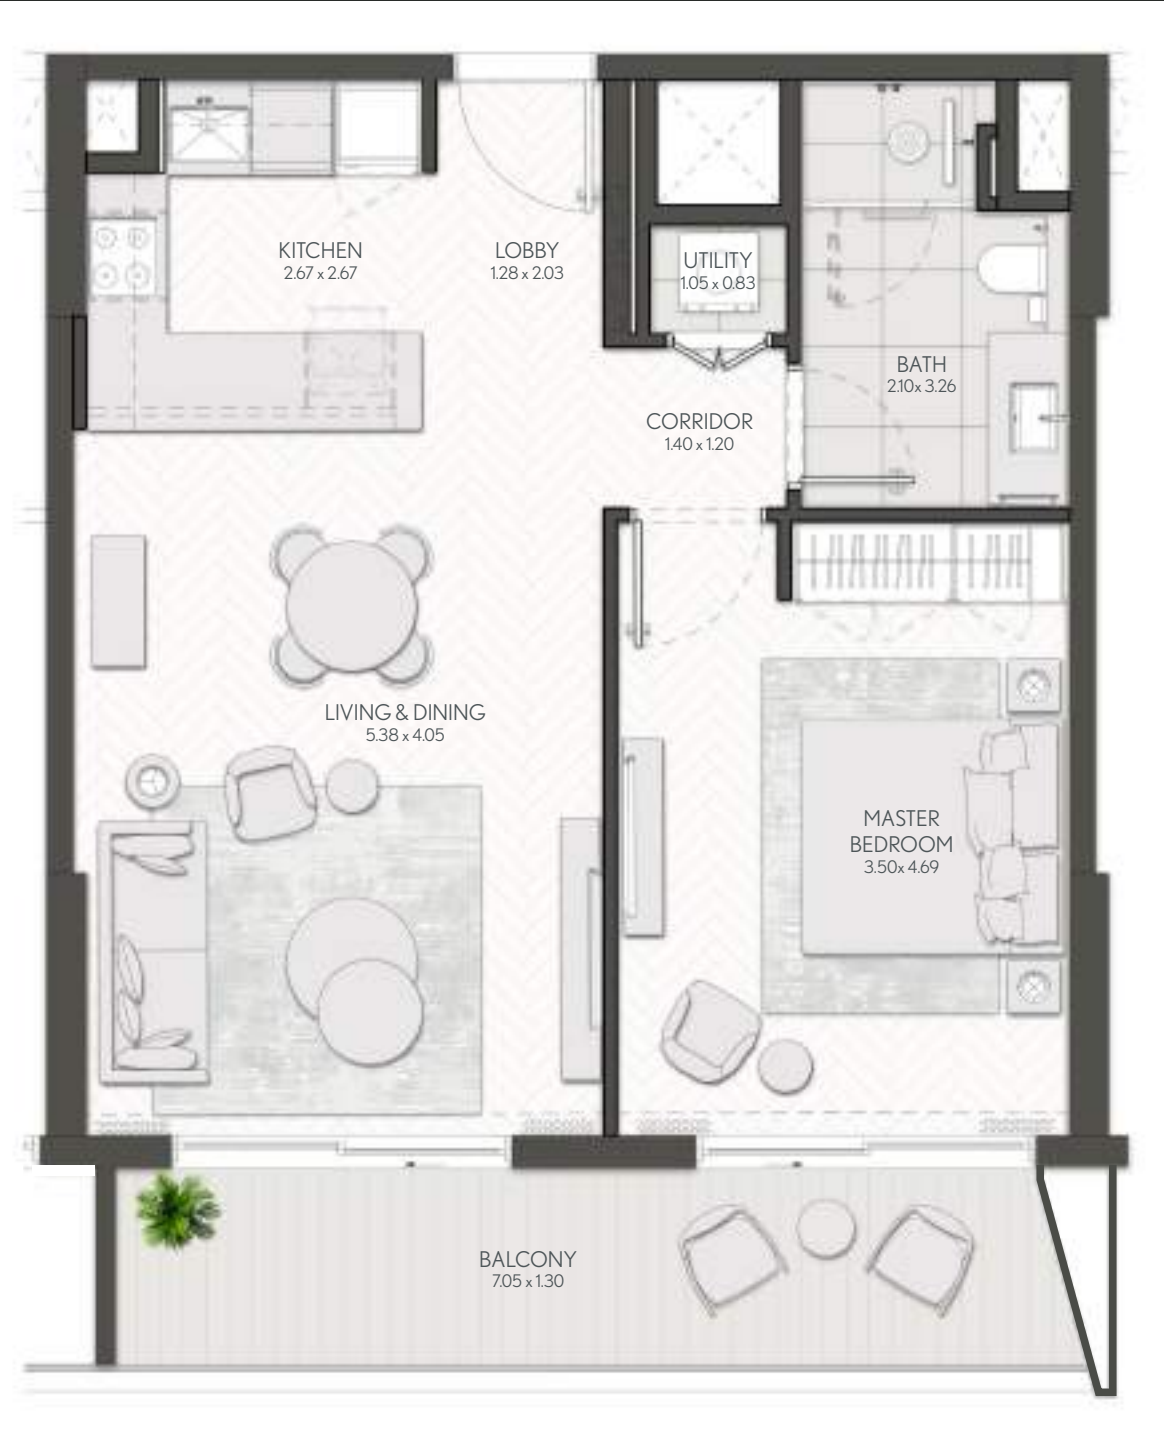 KITCHEN
2.67 x 2.67
LOBBY
1.28 x 2.03
UTILITY
1.05 x 0.83
BATH
2.10x 3.26
CORRIDOR
1.40 x 1.20
LIVING & DINING
5.38 x 4.05
MASTER
BEDROOM
3.50x 4.69
BALCONY
7.05 x 1.30